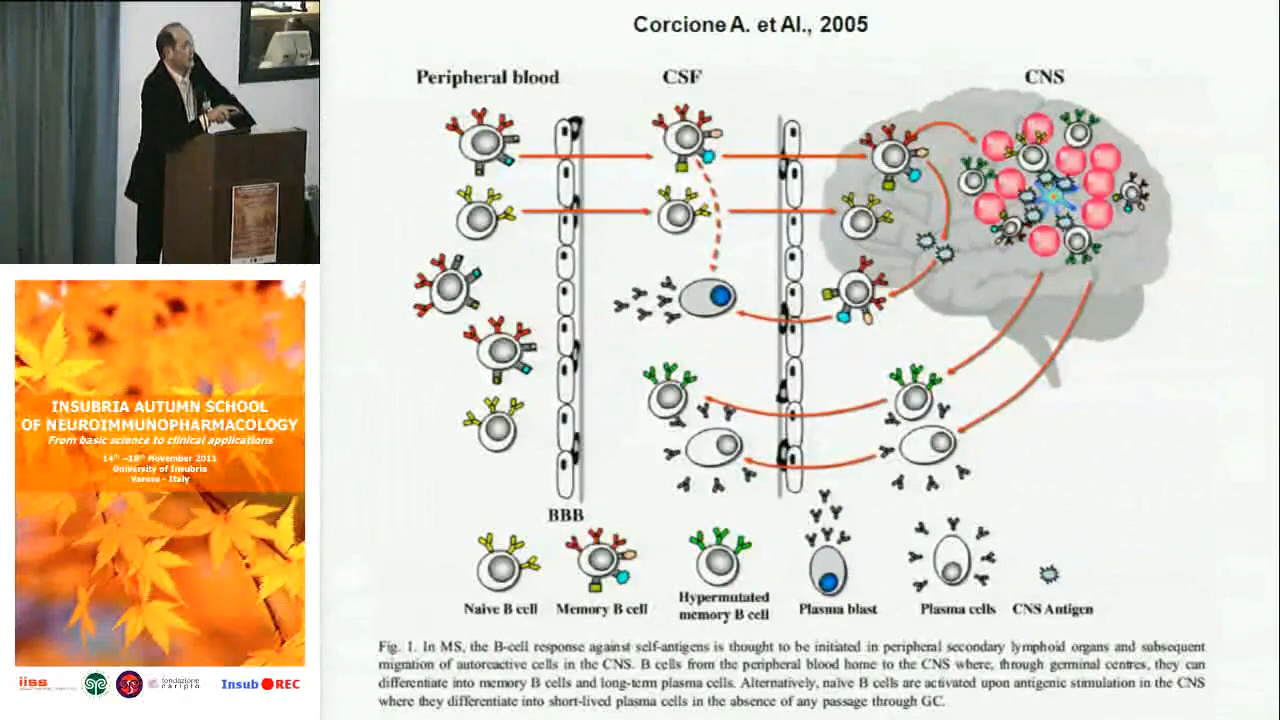 Corcione A. et Al., 2005
Peripheral blood
CSF
CNS
BBB
Naive B cell
Memory B cell
Hypermutated
memory B cell
Plasma blast
Plasma cells
CNS Antigen
Fig. 1. In MS, the B-cell response against self-antigens is thought to be initiated in peripheral secondary lymphoid organs and subsequent
migration of autoreactive cells in the CNS. B cells from the peripheral blood home to the CNS where, through germinal centres, they can
differentiate into memory B cells and long-term plasma cells. Alternatively, naïve B cells are activated upon antigenic stimulation in the CNS
where they differentiate into short-lived plasma cells in the absence of any passage through GC.
INSUBRIA AUTUMN SCHOOL
OF NEUROIMMUNOPHARMACOLOGY
From basic science to clinical applications
14th -18th November 2011
University of Insubria
Varese - Italy
iiss
fondazione
cariplo
Insub REC